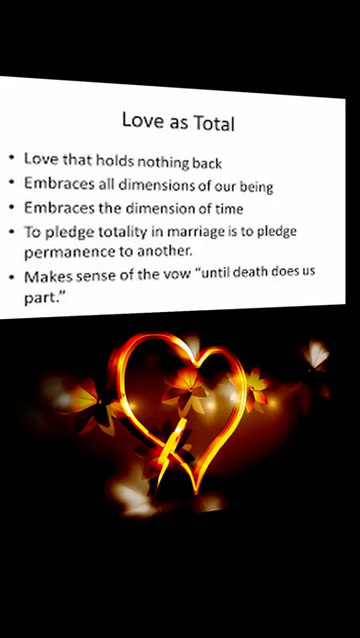 Love as Total
• Love that holds nothing back
• Embraces all dimensions of our being
• Embraces the dimension of time
• To pledge totality in marriage is to pledge
permanence to another.
• Makes sense of the vow “until death does us
part.”